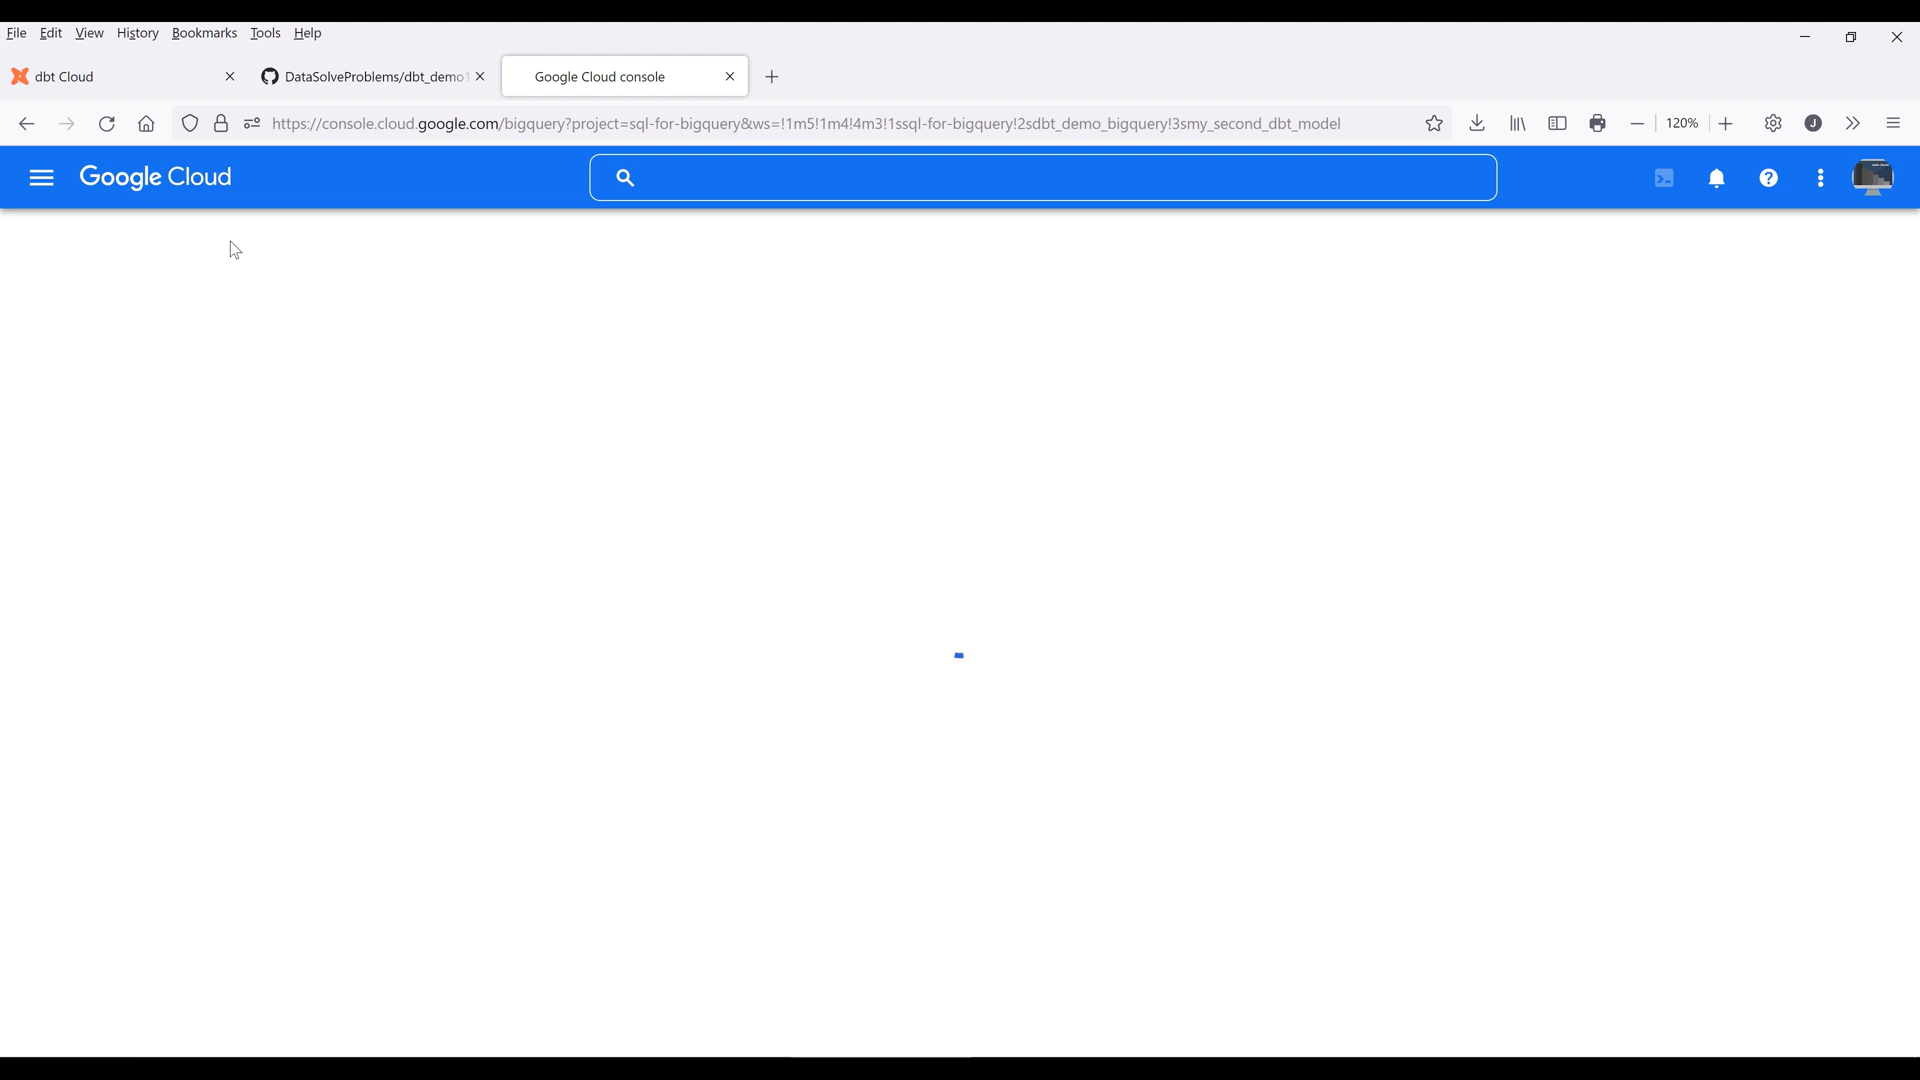 File Edit View History Bookmarks Tools Help
dbt Cloud
DataSolveProblems/dbt_demo1
Google Cloud console
https://console.cloud.google.com/bigquery?project=sql-for-bigquery&ws=!1m5!1m4!4m3!1ssql-for-bigquery!2sdbt_demo_bigquery!3smy_second_dbt_model
120%
J
Google Cloud